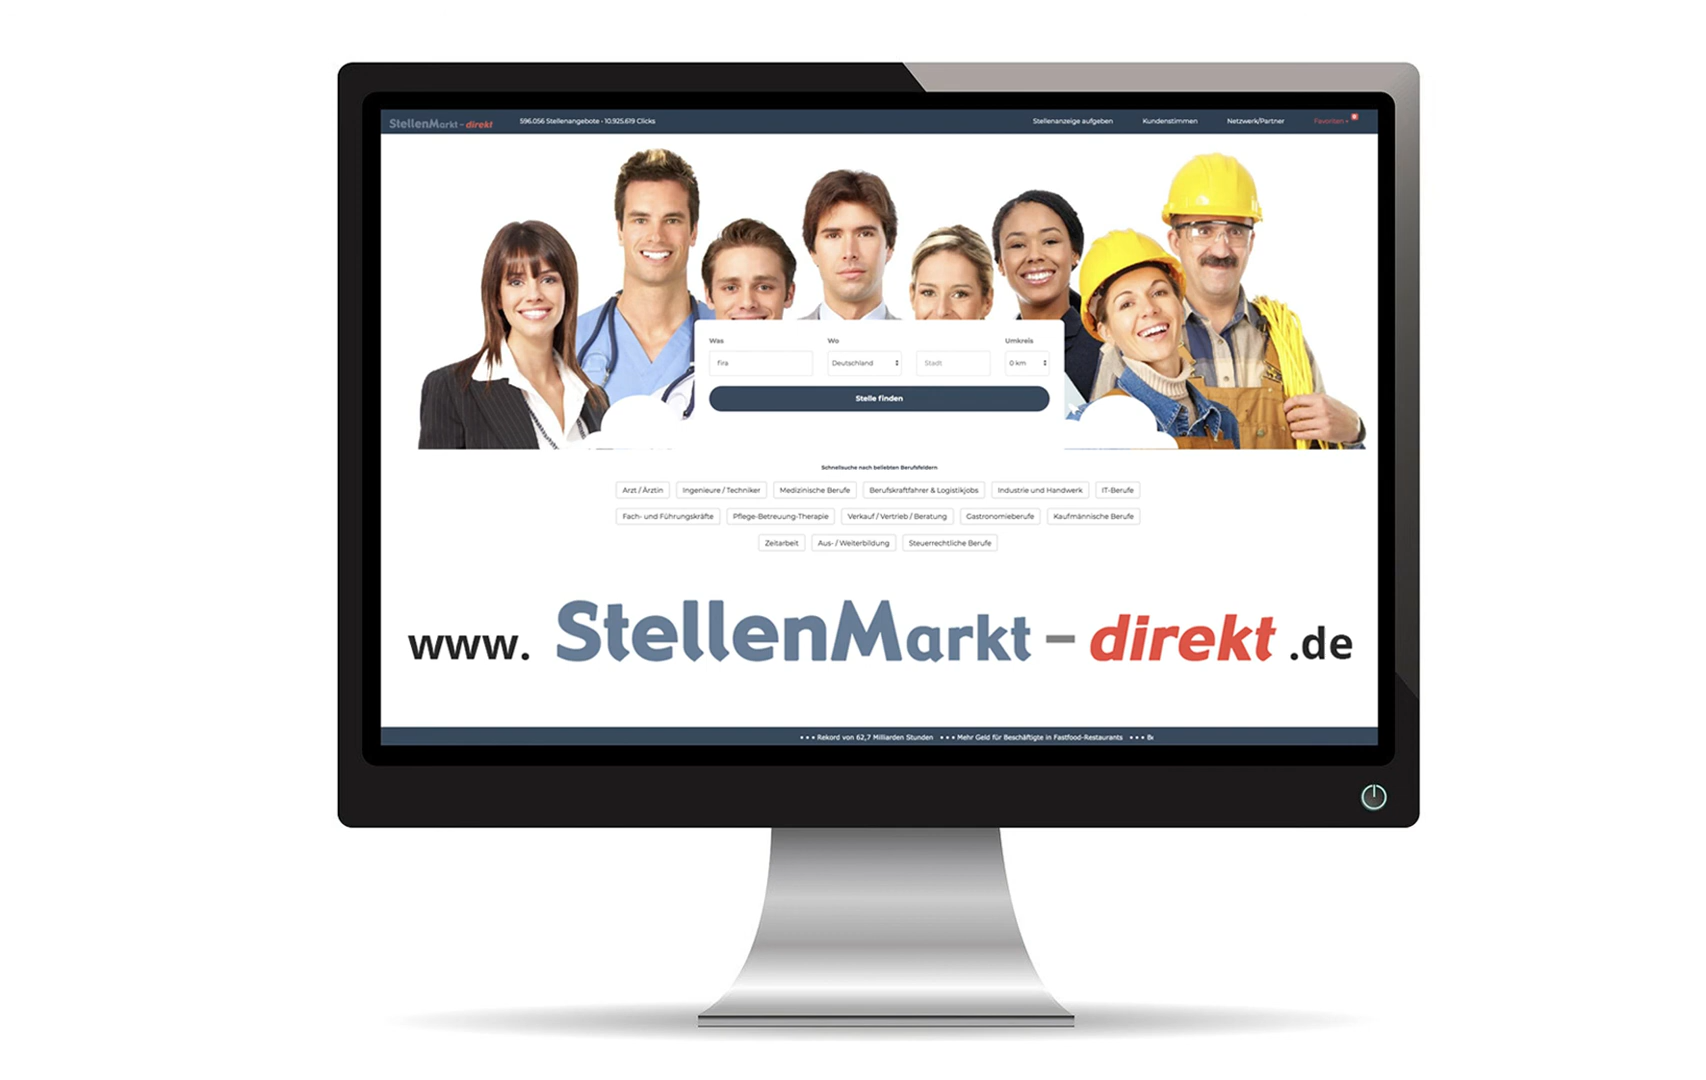 StellenMarkt - direkt 596.056 Stellenangebote - 10.925.619 Clicks Stellenanzeige aufgeben Kundenstimmen Netzwerk/Partner Favoriten
Was Wo Umkreis
fira Deutschland Stadt 0 km
Stelle finden
Schnellsuche nach beliebten Berufsfeldern
Arzt / Ärztin Ingenieure / Techniker Medizinische Berufe Berufskraftfahrer & Logistikjobs Industrie und Handwerk IT-Berufe
Fach- und Führungskräfte Pflege-Betreuung-Therapie Verkauf / Vertrieb / Beratung Gastronomieberufe Kaufmännische Berufe
Zeitarbeit Aus- / Weiterbildung Steuerrechtliche Berufe
www. StellenMarkt - direkt .de
• • • Rekord von 62,7 Milliarden Stunden • • • Mehr Geld für Beschäftigte in Fastfood-Restaurants • • •